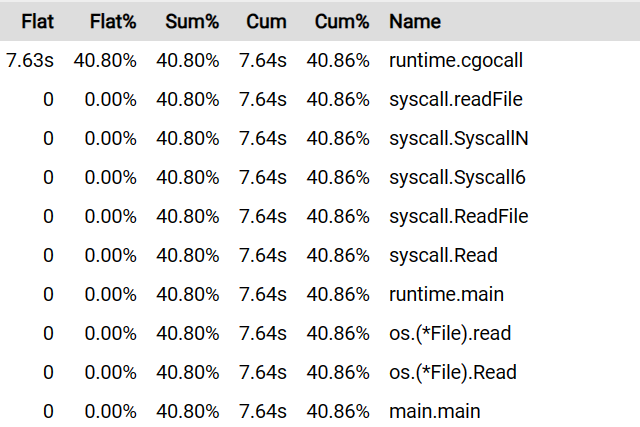 Flat Flat% Sum% Cum Cum% Name
7.63s 40.80% 40.80% 7.64s 40.86% runtime.cgocall
0 0.00% 40.80% 7.64s 40.86% syscall.readFile
0 0.00% 40.80% 7.64s 40.86% syscall.SyscallN
0 0.00% 40.80% 7.64s 40.86% syscall.Syscall6
0 0.00% 40.80% 7.64s 40.86% syscall.ReadFile
0 0.00% 40.80% 7.64s 40.86% syscall.Read
0 0.00% 40.80% 7.64s 40.86% runtime.main
0 0.00% 40.80% 7.64s 40.86% os.(*File).read
0 0.00% 40.80% 7.64s 40.86% os.(*File).Read
0 0.00% 40.80% 7.64s 40.86% main.main